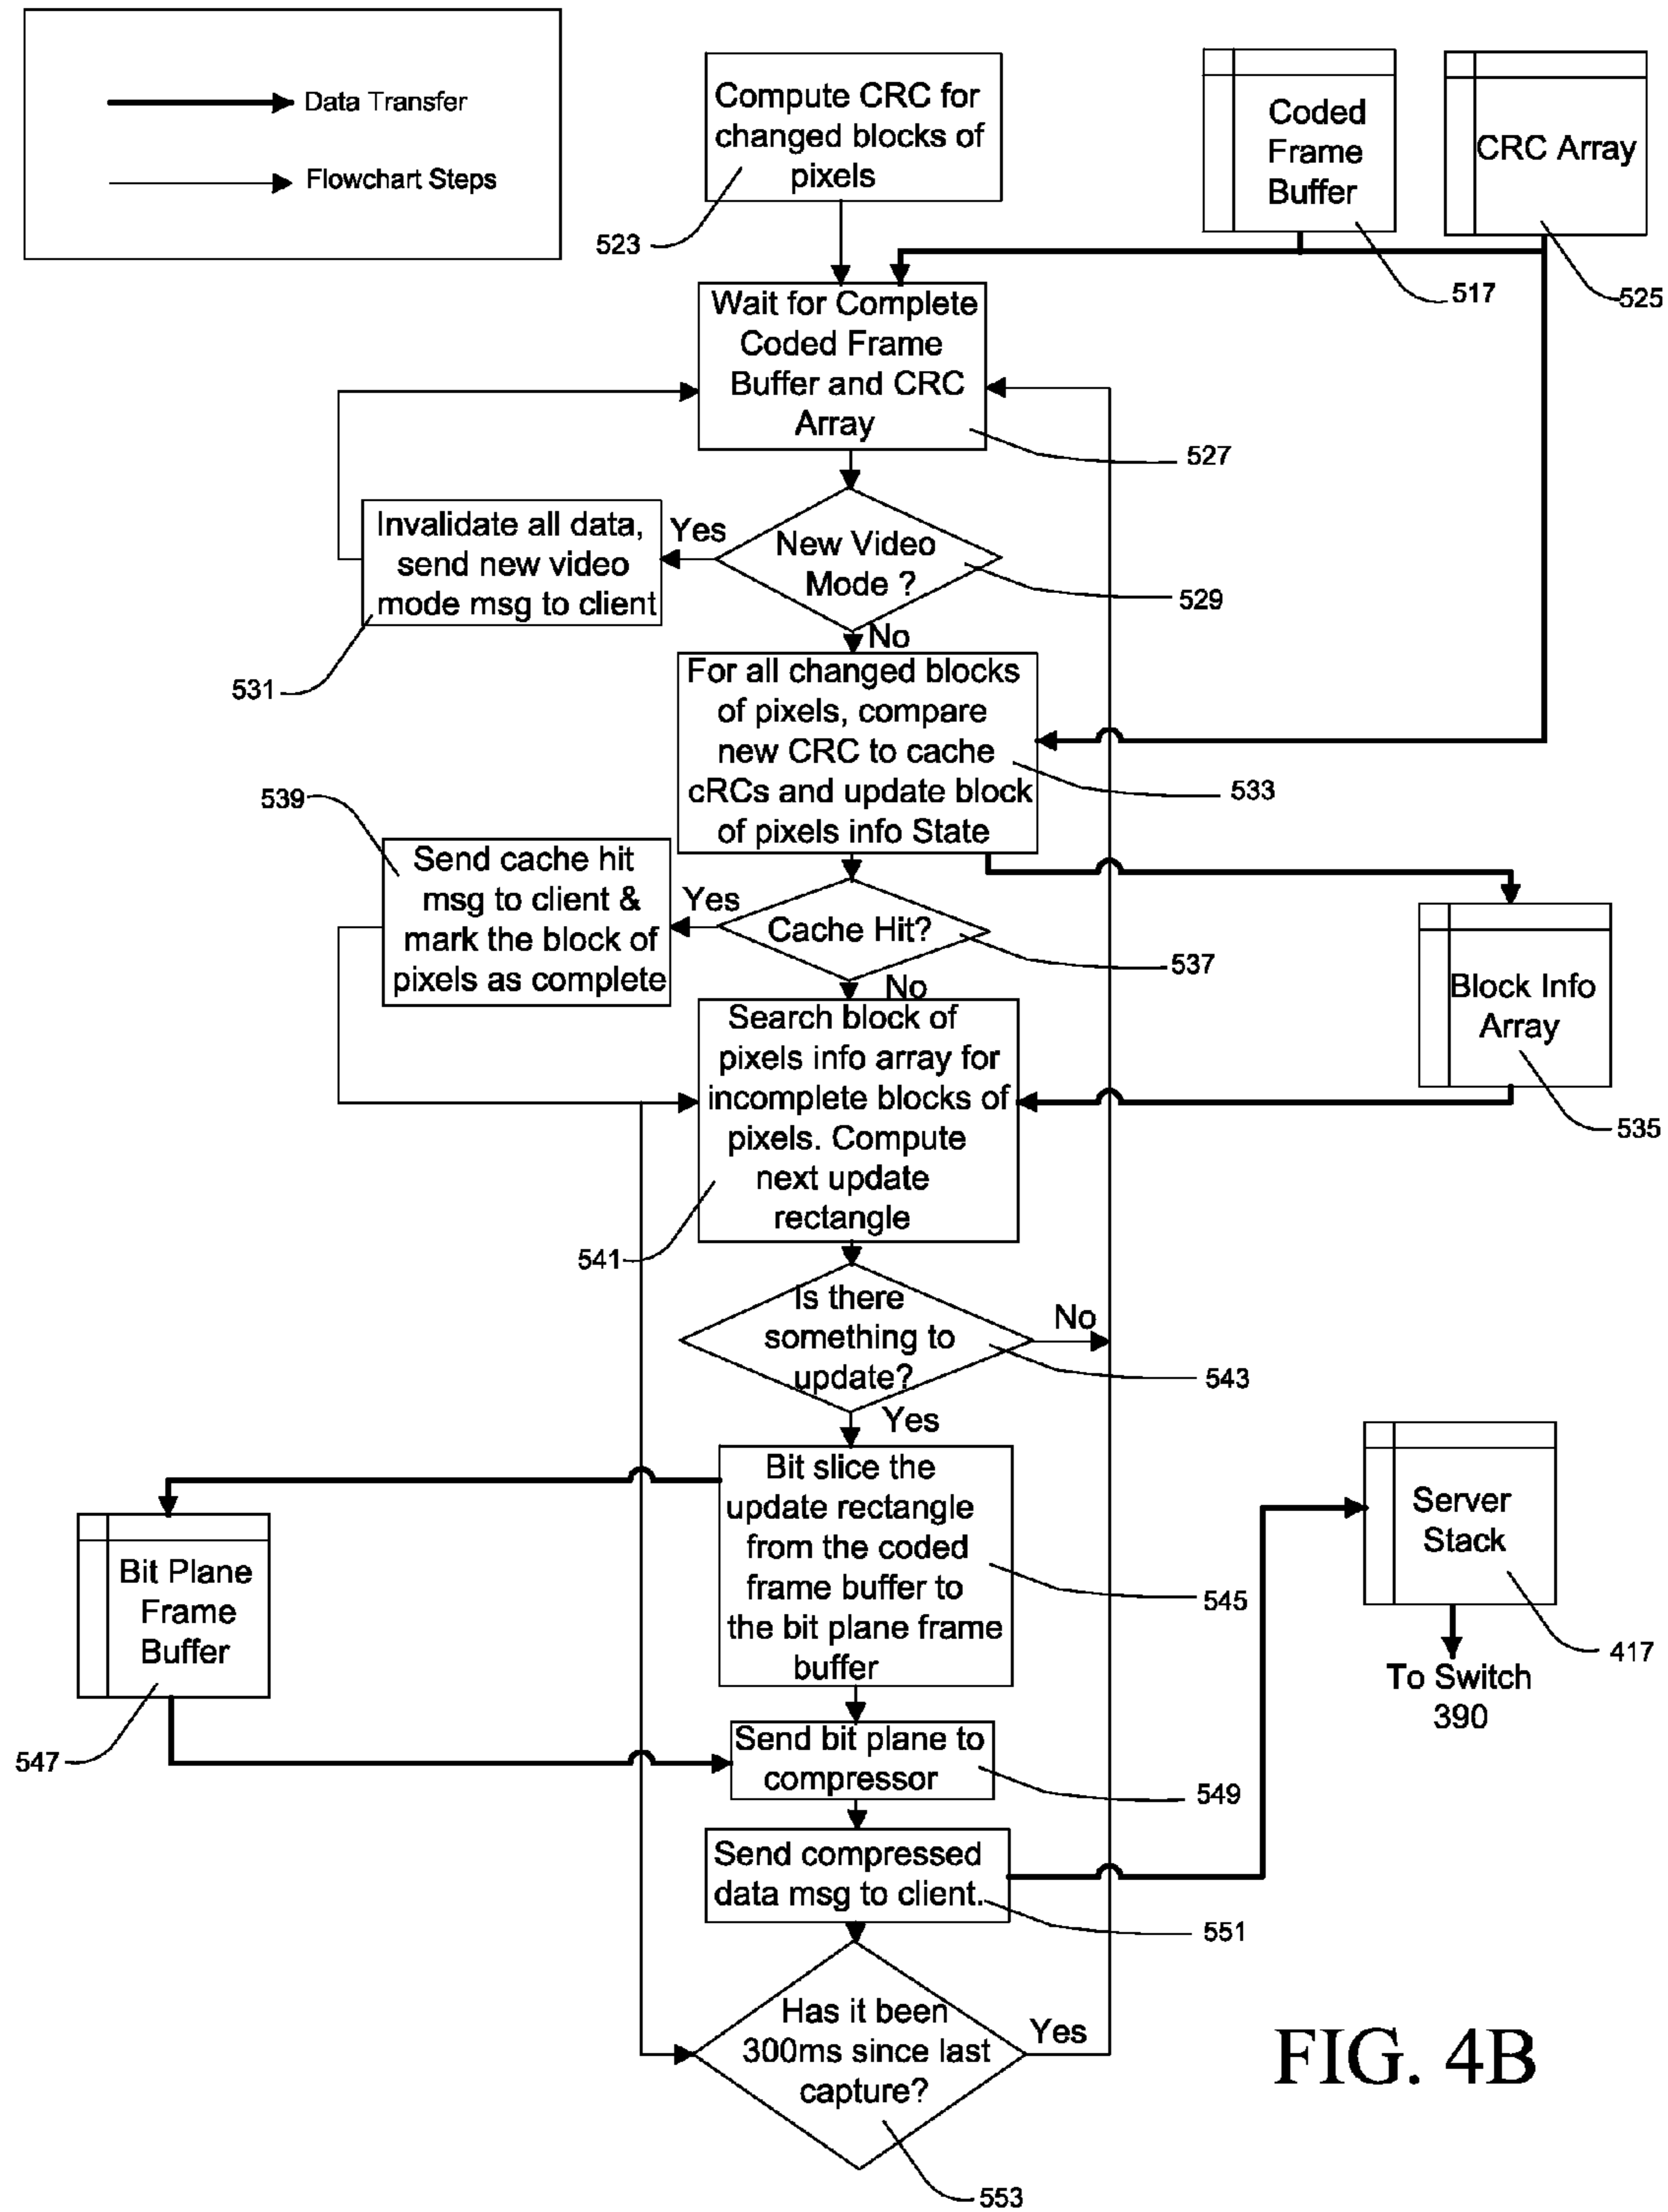 Data Transfer
Flowchart Steps
Compute CRC for
changed blocks of
pixels
523
Coded
Frame
Buffer
517
CRC Array
525
Wait for Complete
Coded Frame
Buffer and CRC
Array
527
Invalidate all data,
send new video
mode msg to client
531
Yes
New Video
Mode ?
529
No
For all changed blocks
of pixels, compare
new CRC to cache
cRCs and update block
of pixels info State
533
539
Send cache hit
msg to client &
mark the block of
pixels as complete
Yes
Cache Hit?
537
No
Block Info
Array
535
Search block of
pixels info array for
incomplete blocks of
pixels. Compute
next update
rectangle
541
Is there
something to
update?
No
543
Yes
Bit slice the
update rectangle
from the coded
frame buffer to
the bit plane frame
buffer
545
Server
Stack
417
To Switch
390
Bit Plane
Frame
Buffer
547
Send bit plane to
compressor
549
Send compressed
data msg to client.
551
Has it been
300ms since last
capture?
Yes
553
FIG. 4B